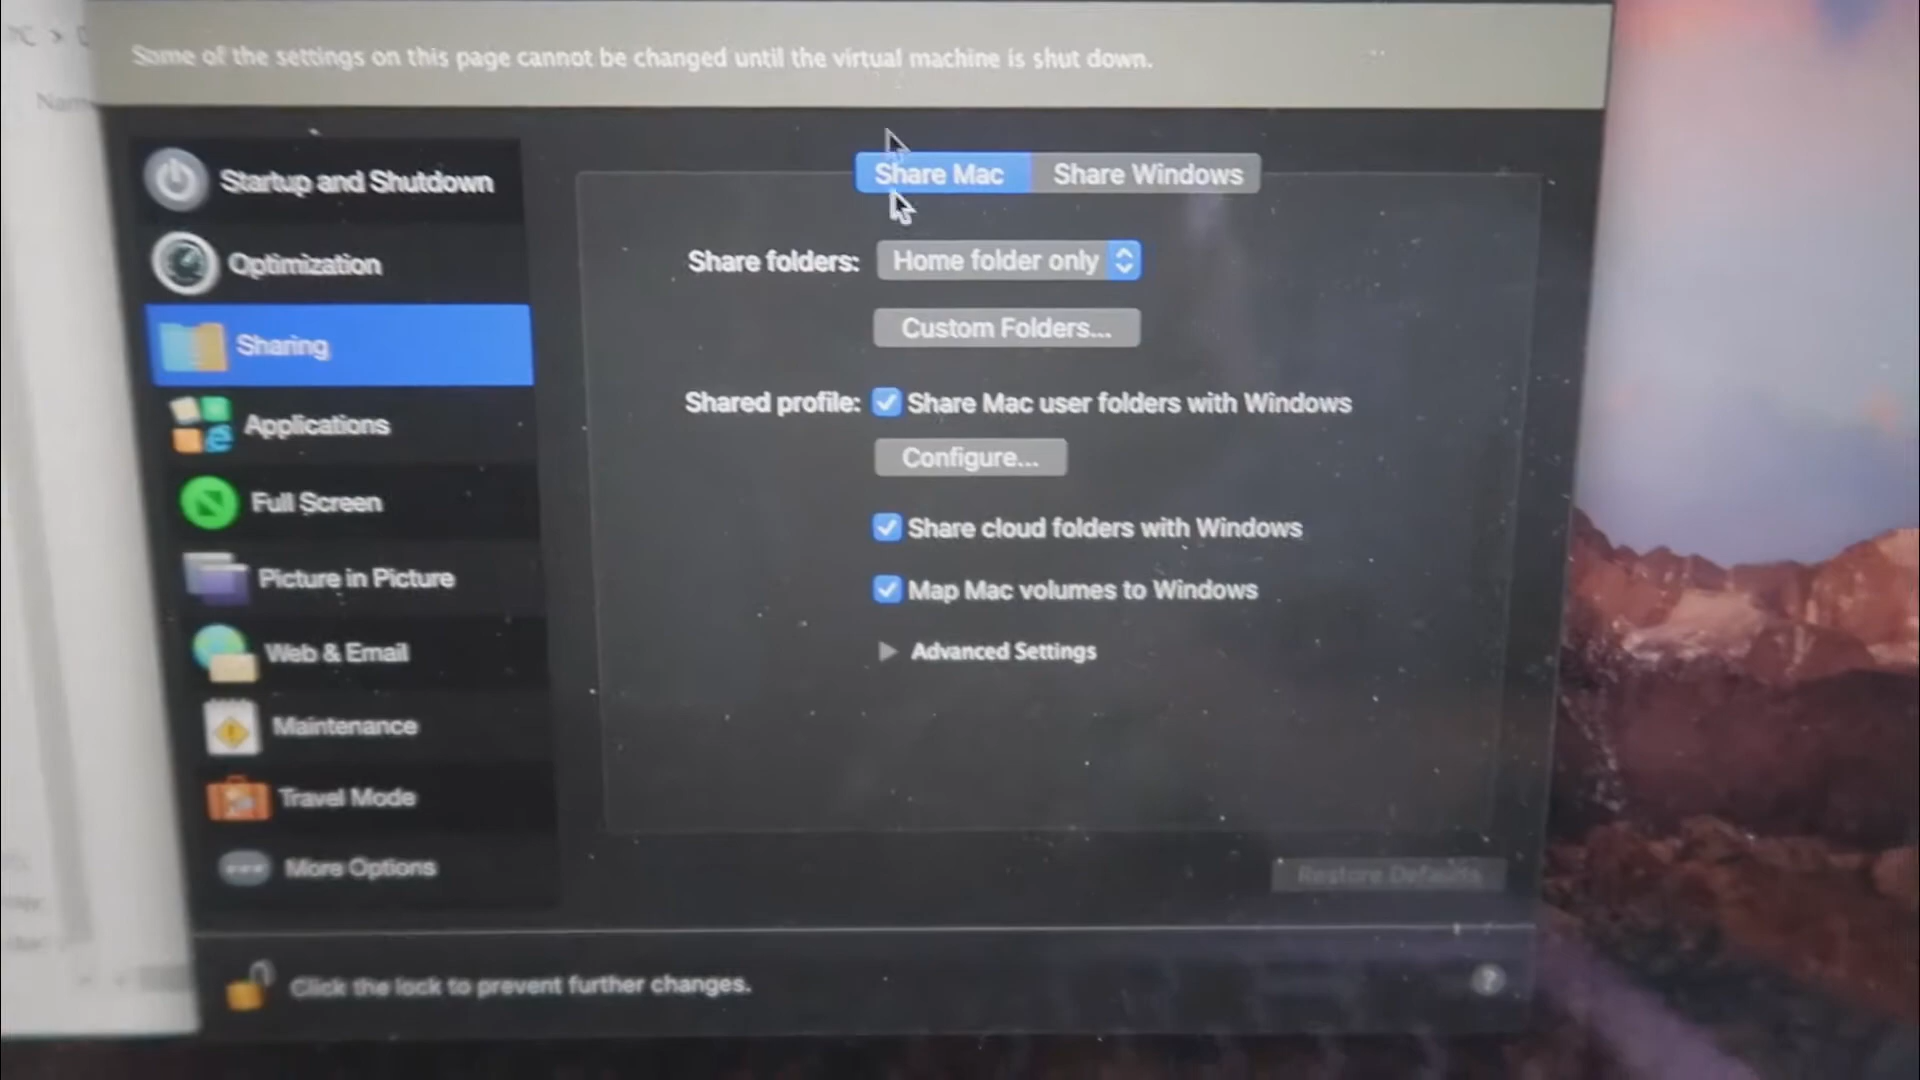 Some of the settings on this page cannot be changed until the virtual machine is shut down.
Startup and Shutdown
Optimization
Sharing
Applications
Full Screen
Picture in Picture
Web & Email
Maintenance
Travel Mode
More Options
Share Mac
Share Windows
Share folders: Home folder only
Custom Folders...
Shared profile: Share Mac user folders with Windows
Configure...
Share cloud folders with Windows
Map Mac volumes to Windows
Advanced Settings
Restore Defaults
Click the lock to prevent further changes.
?